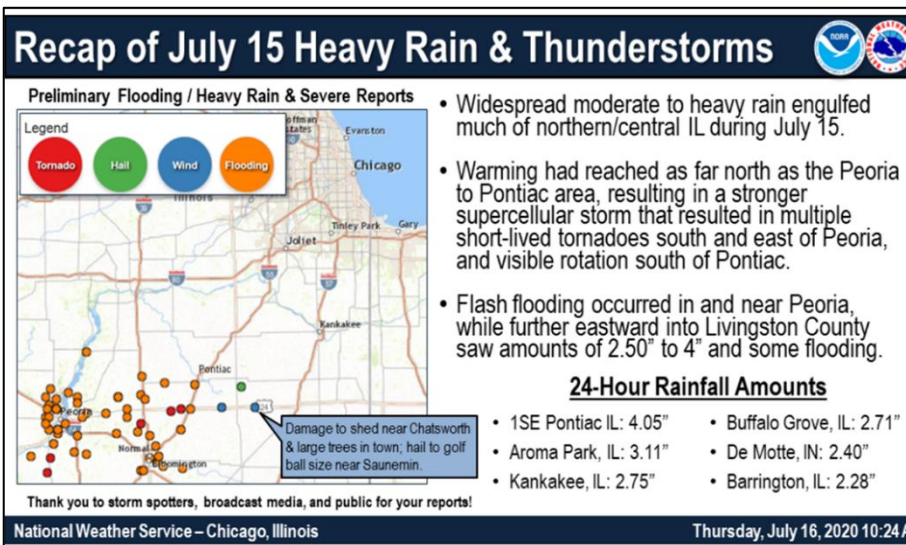 Recap of July 15 Heavy Rain & Thunderstorms
NOAA
Preliminary Flooding / Heavy Rain & Severe Reports
Legend
Tornado
Hail
Wind
Flooding
Evanston
Chicago
Illinois
Tinley Park
Gary
Joliet
Kankakee
Pontiac
24
Peoria
Normal
Bloomington
Damage to shed near Chatsworth
& large trees in town; hail to golf
ball size near Saunemin.
Thank you to storm spotters, broadcast media, and public for your reports!
• Widespread moderate to heavy rain engulfed
much of northern/central IL during July 15.
• Warming had reached as far north as the Peoria
to Pontiac area, resulting in a stronger
supercellular storm that resulted in multiple
short-lived tornadoes south and east of Peoria,
and visible rotation south of Pontiac.
• Flash flooding occurred in and near Peoria,
while further eastward into Livingston County
saw amounts of 2.50” to 4” and some flooding.
24-Hour Rainfall Amounts
• 1SE Pontiac IL: 4.05”
• Aroma Park, IL: 3.11”
• Kankakee, IL: 2.75”
• Buffalo Grove, IL: 2.71”
• De Motte, IN: 2.40”
• Barrington, IL: 2.28”
National Weather Service – Chicago, Illinois
Thursday, July 16, 2020 10:24 A